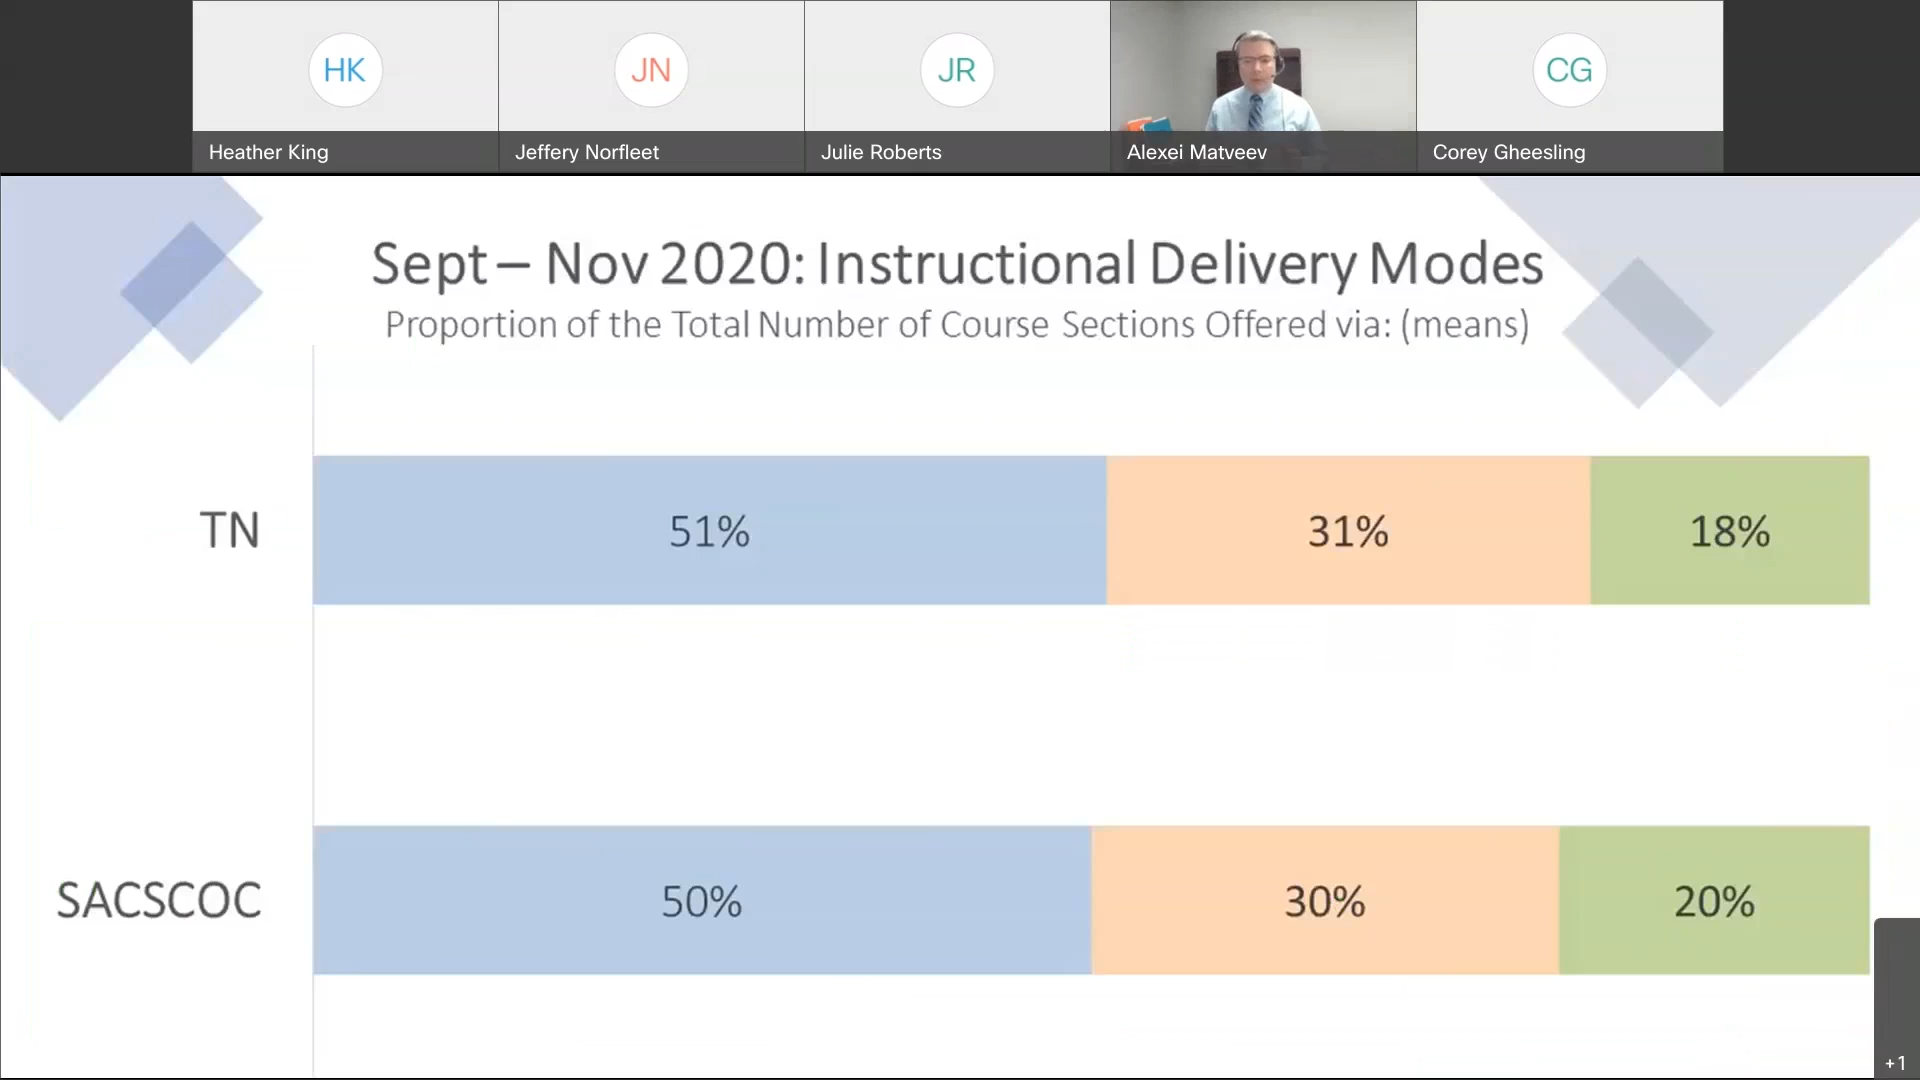 HK
JN
JR
CG
Heather King
Jeffery Norfleet
Julie Roberts
Alexei Matveev
Corey Gheesling
Sept – Nov 2020: Instructional Delivery Modes
Proportion of the Total Number of Course Sections Offered via: (means)
TN
51%
31%
18%
SACSCOC
50%
30%
20%
+1